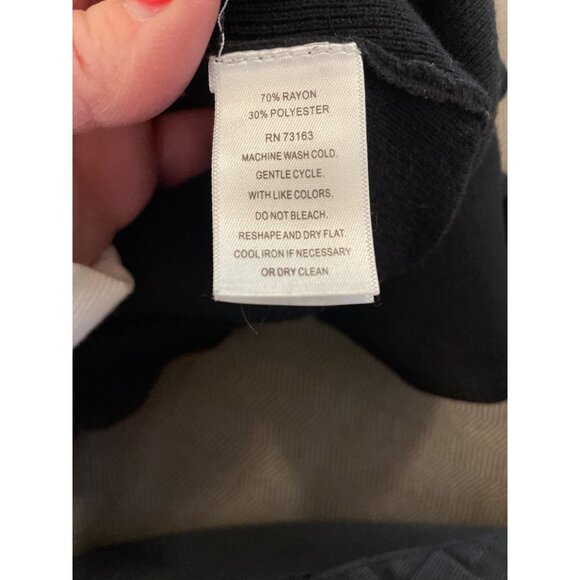 70% RAYON
30% POLYESTER
RN 73163
MACHINE WASH COLD.
GENTLE CYCLE.
WITH LIKE COLORS.
DO NOT BLEACH.
RESHAPE AND DRY FLAT.
COOL IRON IF NECESSARY
OR DRY CLEAN